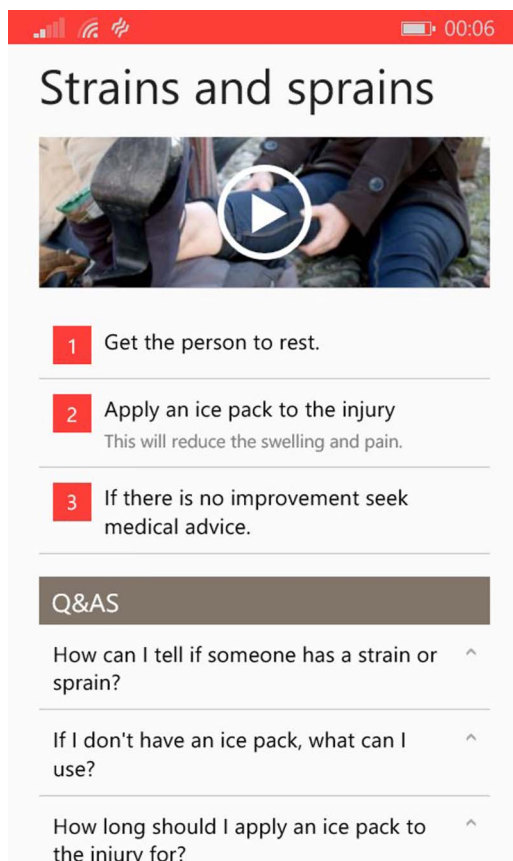 00:06
Strains and sprains
1 Get the person to rest.
2 Apply an ice pack to the injury
This will reduce the swelling and pain.
3 If there is no improvement seek
medical advice.
Q&AS
How can I tell if someone has a strain or
sprain?
If I don't have an ice pack, what can I
use?
How long should I apply an ice pack to
the injury for?